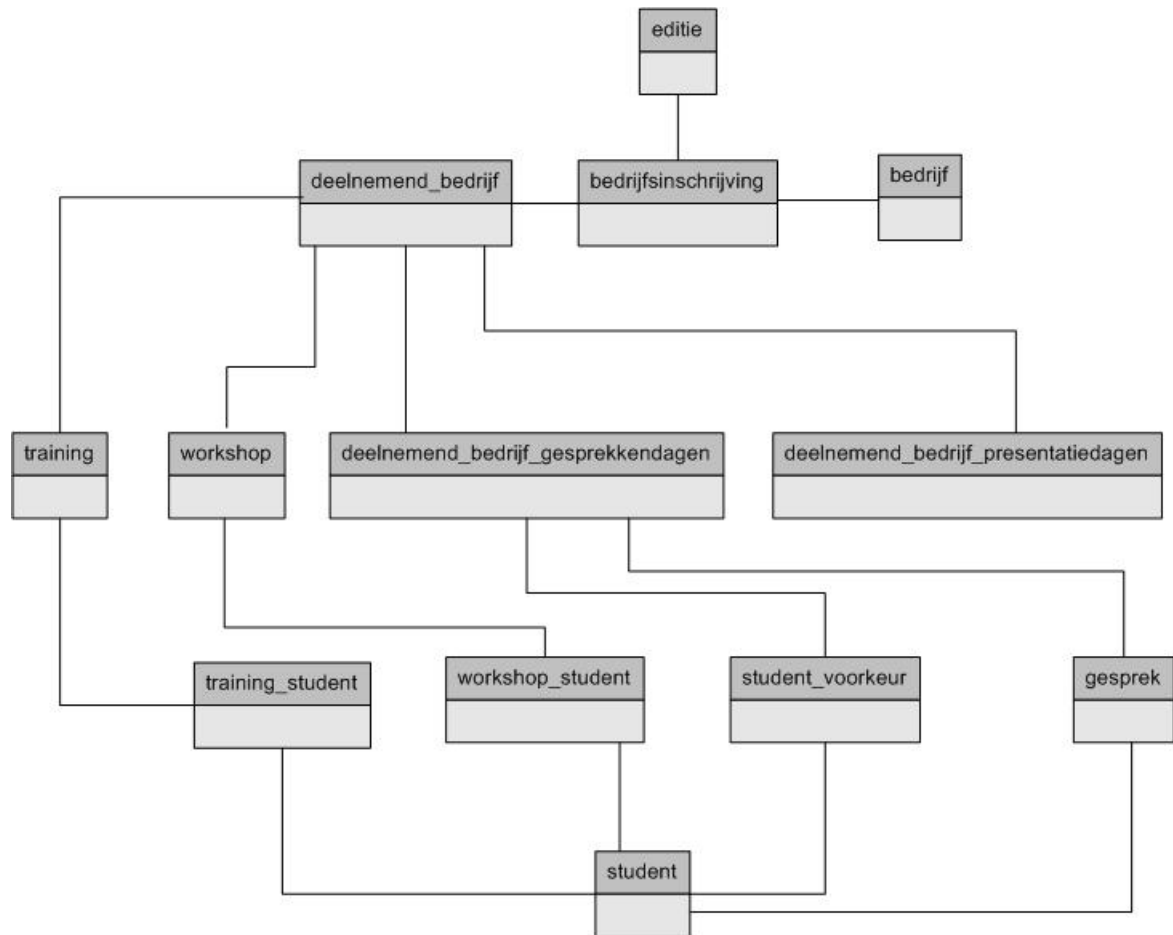 editie
deelnemend_bedrijf
bedrijfsinschrijving
bedrijf
training
workshop
deelnemend_bedrijf_gesprekkendagen
deelnemend_bedrijf_presentatiedagen
training_student
workshop_student
student_voorkeur
gesprek
student